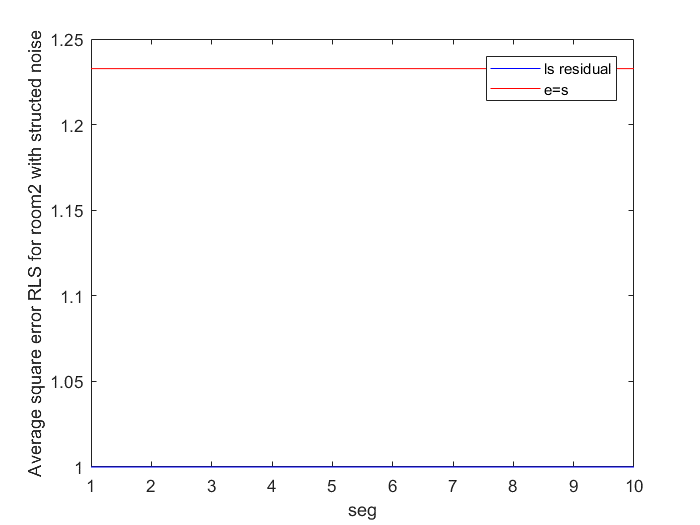 Average square error RLS for room2 with structed noise
1.25
1.2
1.15
1.1
1.05
1
ls residual
e=s
1 2 3 4 5 6 7 8 9 10
seg